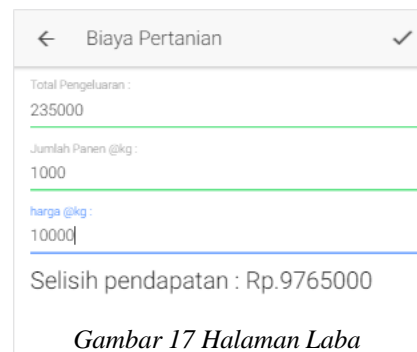 Biaya Pertanian
Total Pengeluaran :
235000
Jumlah Panen @kg :
1000
harga @kg :
10000
Selisih pendapatan : Rp.9765000
Gambar 17 Halaman Laba